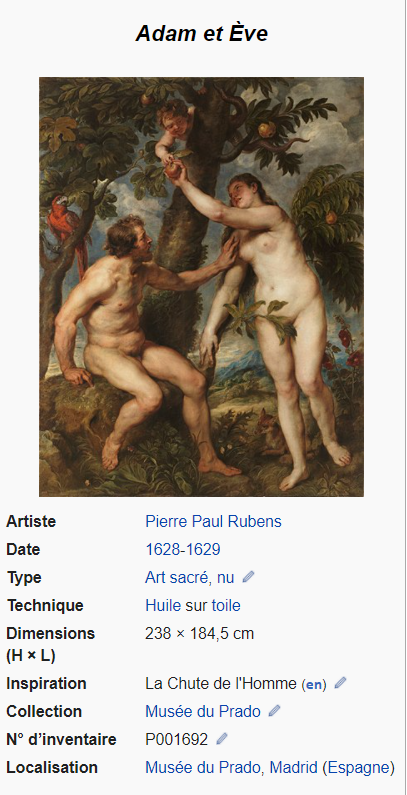 Adam et Ève
Artiste Pierre Paul Rubens
Date 1628-1629
Type Art sacré, nu
Technique Huile sur toile
Dimensions
(H × L) 238 × 184,5 cm
Inspiration La Chute de l'Homme (en)
Collection Musée du Prado
N° d’inventaire P001692
Localisation Musée du Prado, Madrid (Espagne)